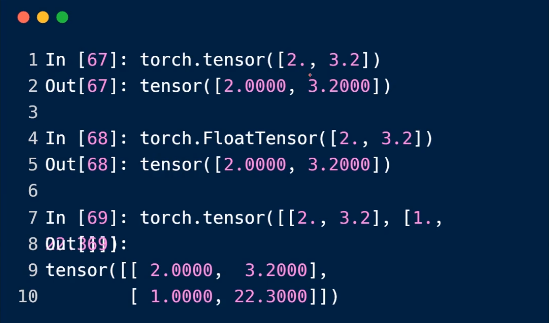 1 In [67]: torch.tensor([2., 3.2])
2 Out[67]: tensor([2.0000, 3.2000])
3
4 In [68]: torch.FloatTensor([2., 3.2])
5 Out[68]: tensor([2.0000, 3.2000])
6
7 In [69]: torch.tensor([[2., 3.2], [1.,
8
9 tensor([[ 2.0000,  3.2000],
10         [ 1.0000, 22.3000]])